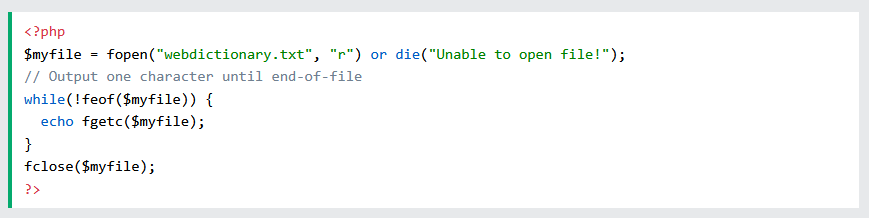 <?php
$myfile = fopen("webdictionary.txt", "r") or die("Unable to open file!");
// Output one character until end-of-file
while(!feof($myfile)) {
  echo fgetc($myfile);
}
fclose($myfile);
?>